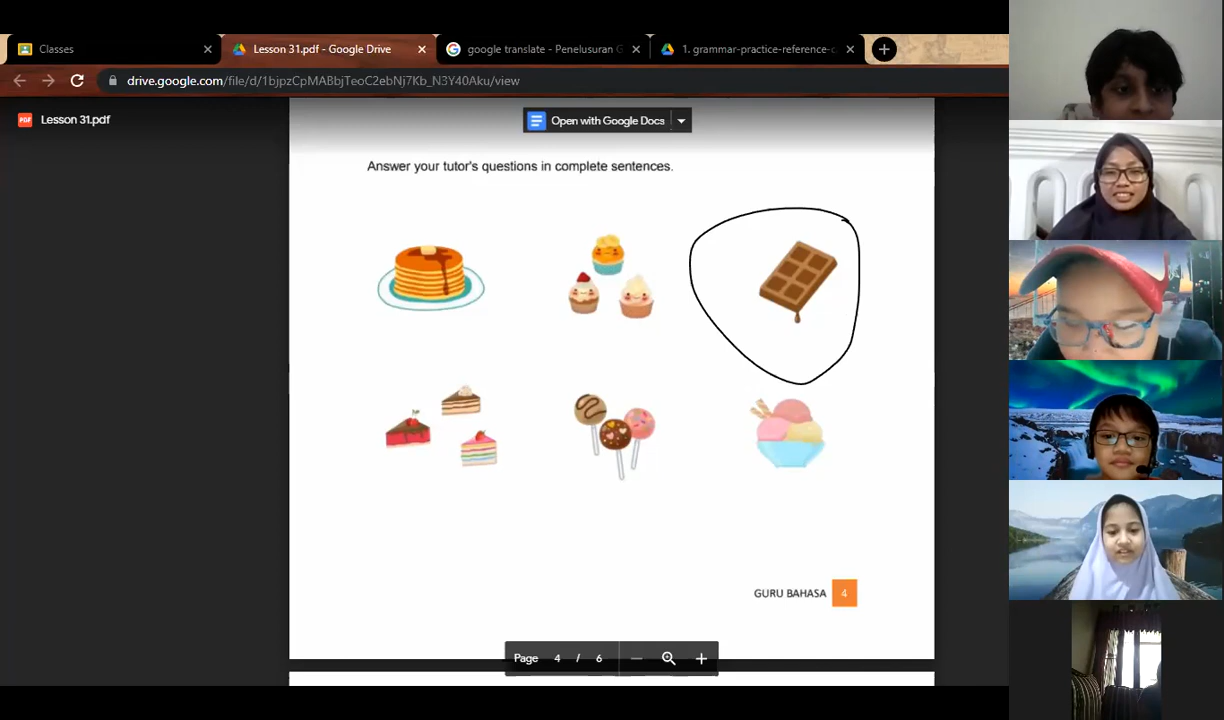 Classes
Lesson 31.pdf - Google Drive
google translate - Penelusuran G
1. grammar-practice-reference-c
drive.google.com/file/d/1bjpzCpMABbjTeoC2ebNj7Kb_N3Y40Aku/view
PDF Lesson 31.pdf
Open with Google Docs
Answer your tutor's questions in complete sentences.
GURU BAHASA 4
Page 4 / 6